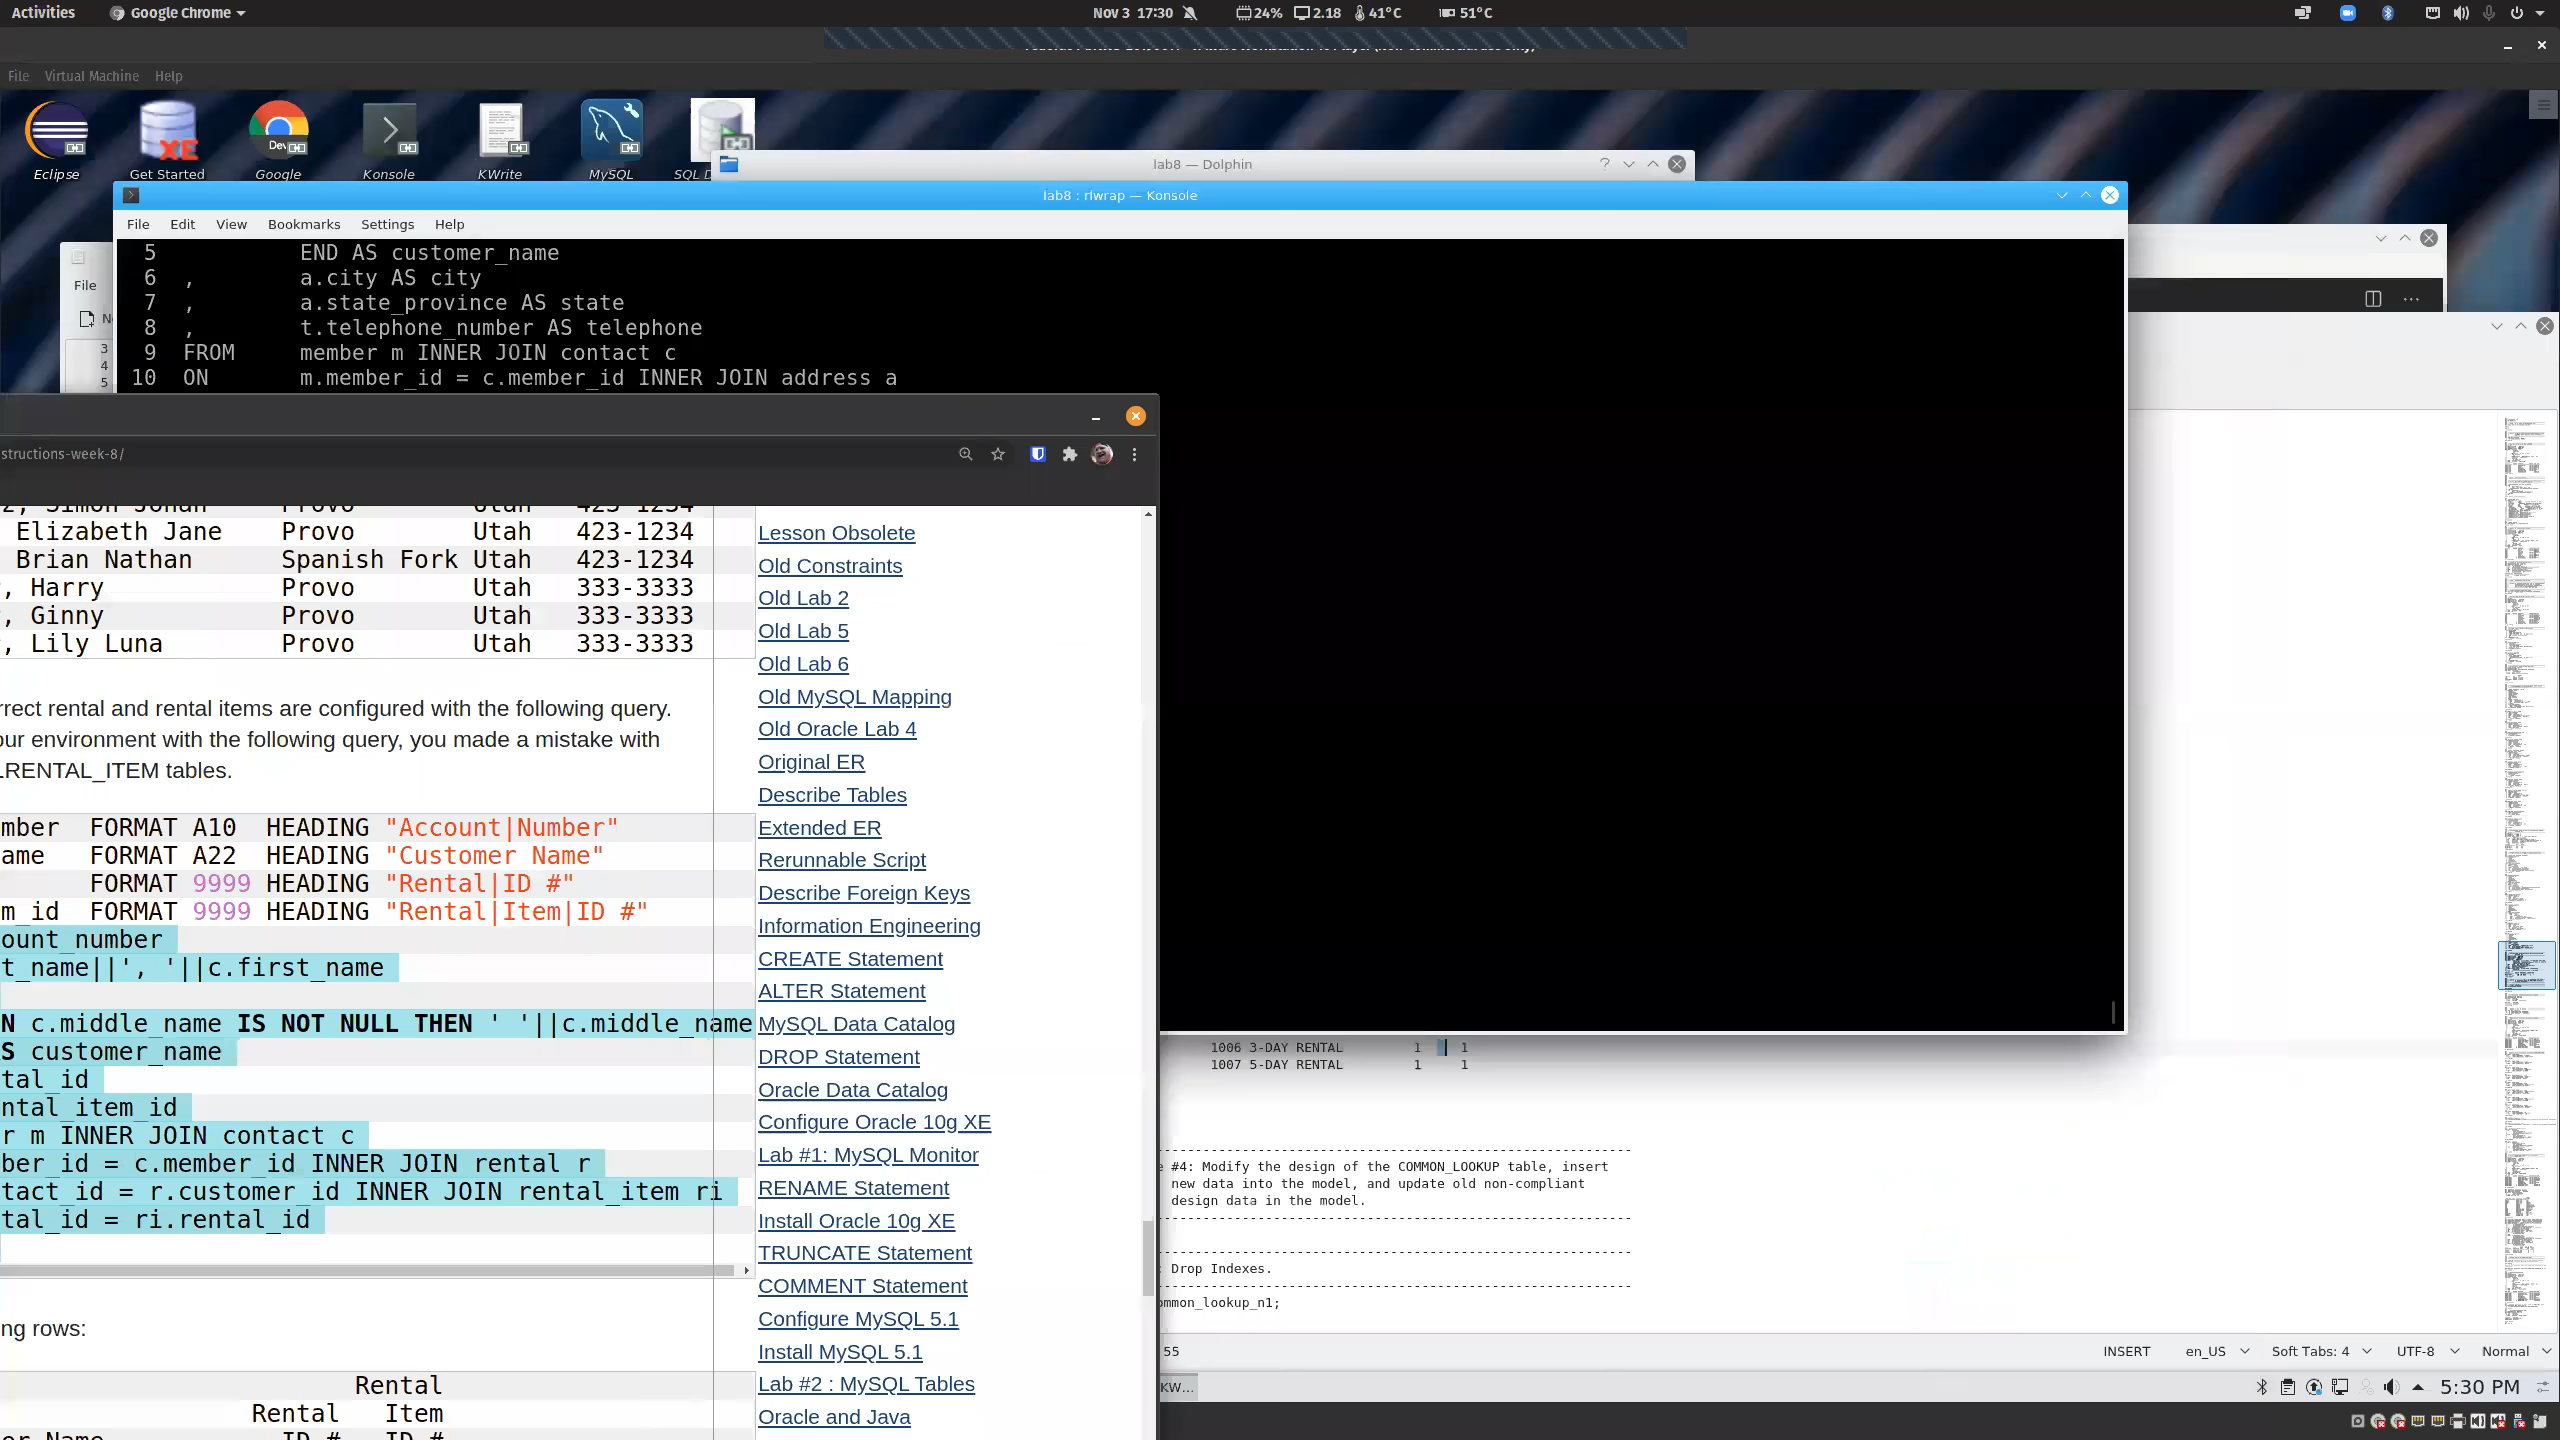 Activities Google Chrome Nov 3 17:30 24% 2.18 41°C 51°C
File Virtual Machine Help
Eclipse Get Started Google Konsole KWrite MySQL SQL D
Dev
XE
lab8 — Dolphin
lab8 : rlwrap — Konsole
File Edit View Bookmarks Settings Help
File
3
4
5
5 END AS customer_name
6 , a.city AS city
7 , a.state_province AS state
8 , t.telephone_number AS telephone
9 FROM member m INNER JOIN contact c
10 ON m.member_id = c.member_id INNER JOIN address a
structions-week-8/
Elizabeth Jane Provo Utah 423-1234
Brian Nathan Spanish Fork Utah 423-1234
, Harry Provo Utah 333-3333
, Ginny Provo Utah 333-3333
, Lily Luna Provo Utah 333-3333
rrect rental and rental items are configured with the following query.
our environment with the following query, you made a mistake with
RENTAL_ITEM tables.
mber FORMAT A10 HEADING "Account|Number"
ame FORMAT A22 HEADING "Customer Name"
FORMAT 9999 HEADING "Rental|ID #"
m_id FORMAT 9999 HEADING "Rental|Item|ID #"
ount_number
t_name||', '||c.first_name
N c.middle_name IS NOT NULL THEN ' '||c.middle_name
S customer_name
tal_id
ntal_item_id
r m INNER JOIN contact c
ber_id = c.member_id INNER JOIN rental r
tact_id = r.customer_id INNER JOIN rental_item ri
tal_id = ri.rental_id
ng rows:
Rental
Rental Item
Lesson Obsolete
Old Constraints
Old Lab 2
Old Lab 5
Old Lab 6
Old MySQL Mapping
Old Oracle Lab 4
Original ER
Describe Tables
Extended ER
Rerunnable Script
Describe Foreign Keys
Information Engineering
CREATE Statement
ALTER Statement
MySQL Data Catalog
DROP Statement
Oracle Data Catalog
Configure Oracle 10g XE
Lab #1: MySQL Monitor
RENAME Statement
Install Oracle 10g XE
TRUNCATE Statement
COMMENT Statement
Configure MySQL 5.1
Install MySQL 5.1
Lab #2 : MySQL Tables
Oracle and Java
1006 3-DAY RENTAL 1 1
1007 5-DAY RENTAL 1 1
--------------------------------------------------------------
e #4: Modify the design of the COMMON_LOOKUP table, insert
new data into the model, and update old non-compliant
design data in the model.
--------------------------------------------------------------
--------------------------------------------------------------
: Drop Indexes.
--------------------------------------------------------------
ommon_lookup_n1;
55 INSERT en_US Soft Tabs: 4 UTF-8 Normal
KW... 5:30 PM